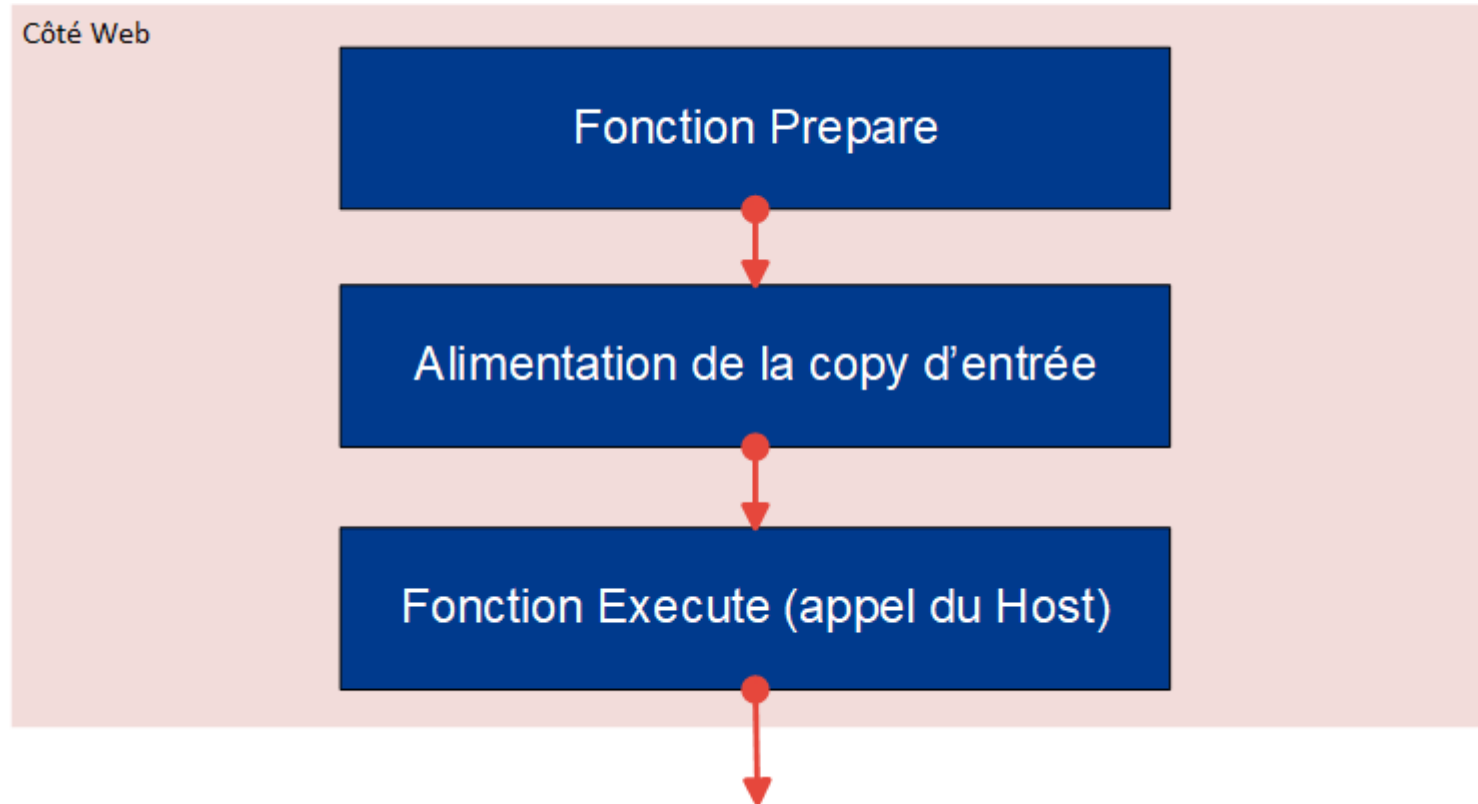 Côté Web
Fonction Prepare
Alimentation de la copy d’entrée
Fonction Execute (appel du Host)